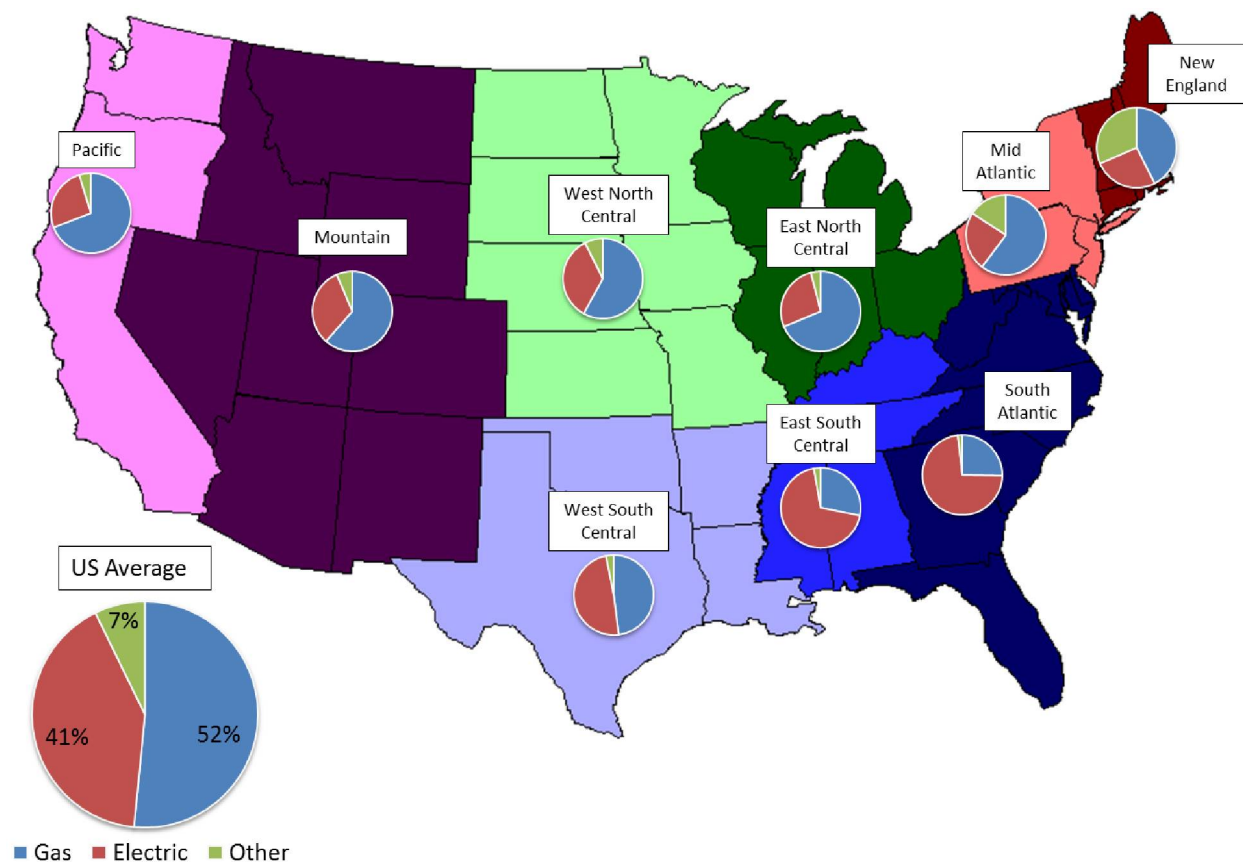 New
England
Pacific
Mid
Atlantic
West North
Central
East North
Central
Mountain
South
Atlantic
East South
Central
West South
Central
US Average
7%
41%
52%
Gas Electric Other